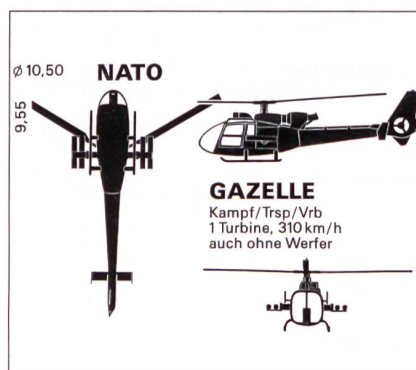 ø 10,50
NATO
9,55
GAZELLE
Kampf/Trsp/Vrb
1 Turbine, 310 km/h
auch ohne Werfer